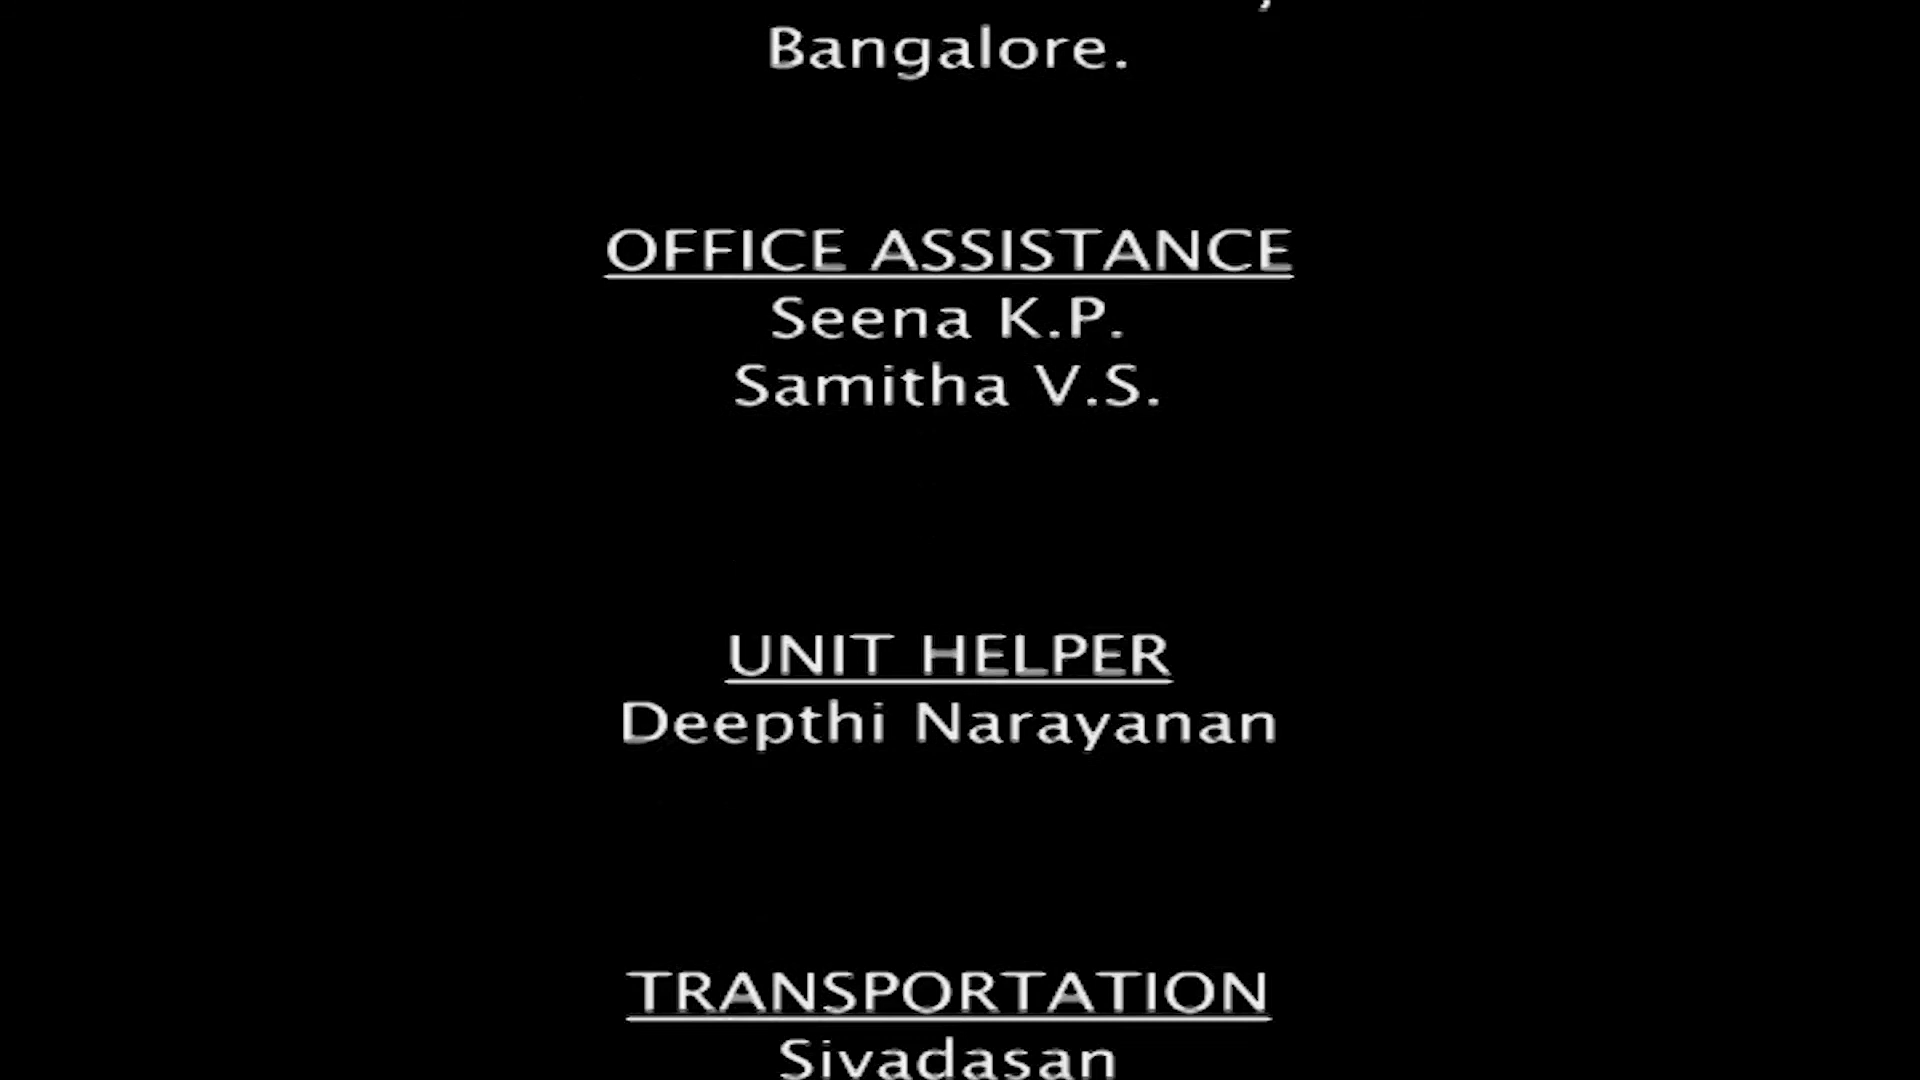 Bangalore.
OFFICE ASSISTANCE
Seena K.P.
Samitha V.S.
UNIT HELPER
Deepthi Narayanan
TRANSPORTATION
Sivadasan